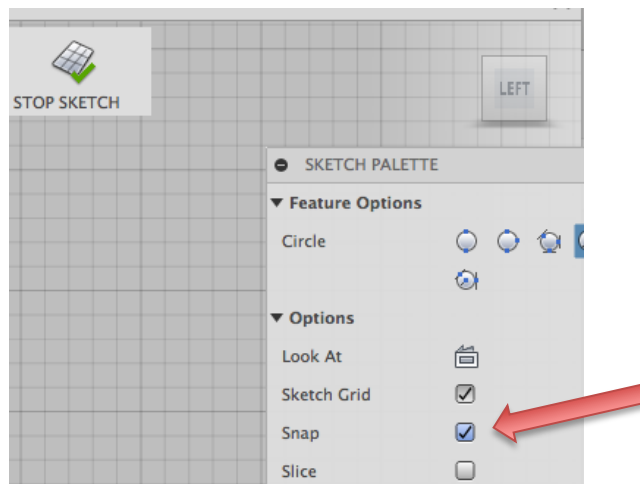 STOP SKETCH
LEFT
SKETCH PALETTE
Feature Options
Circle
Options
Look At
Sketch Grid
Snap
Slice